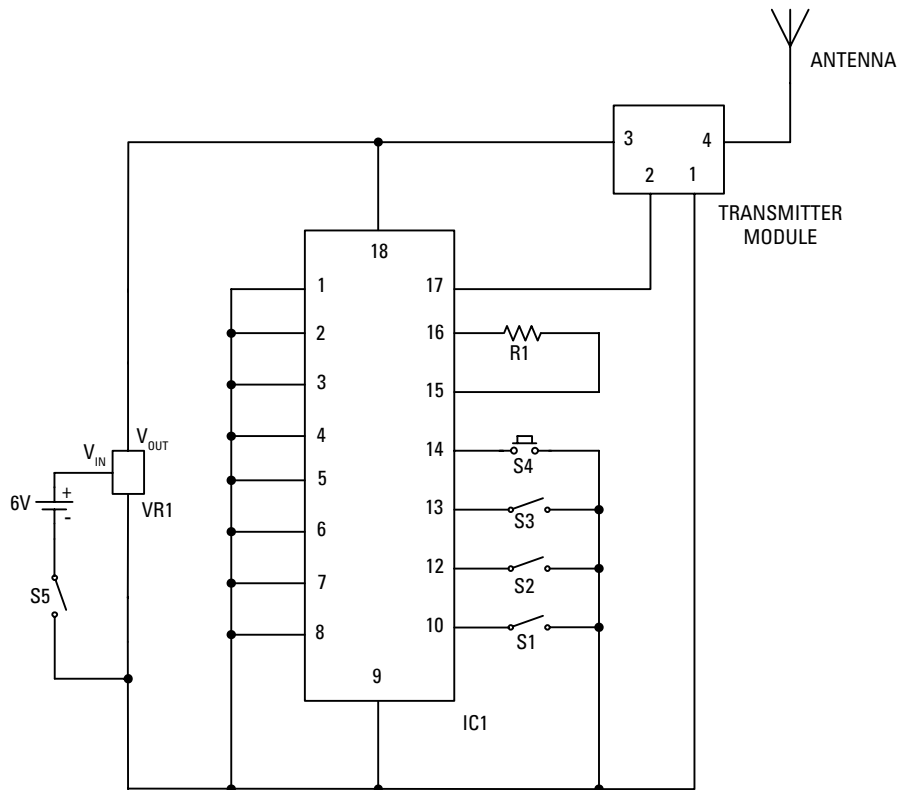 ANTENNA
3
4
2
1
TRANSMITTER
MODULE
18
1
17
2
16
R1
3
15
4
14
S4
V OUT
V IN
5
6V
+
-
VR1
13
S3
6
12
S2
7
S5
8
10
S1
9
IC1